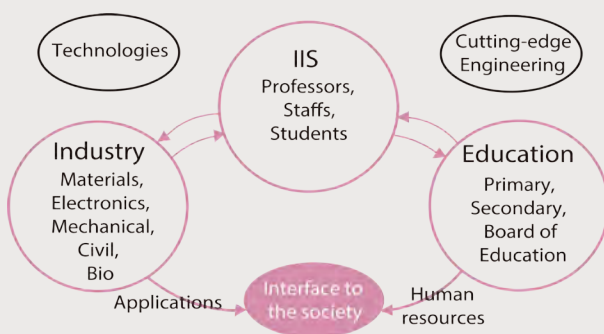 Technologies
Cutting-edge
Engineering
IIS
Professors,
Staffs,
Students
Industry
Materials,
Electronics,
Mechanical,
Civil,
Bio
Education
Primary,
Secondary,
Board of
Education
Applications
Interface to
the society
Human
resources